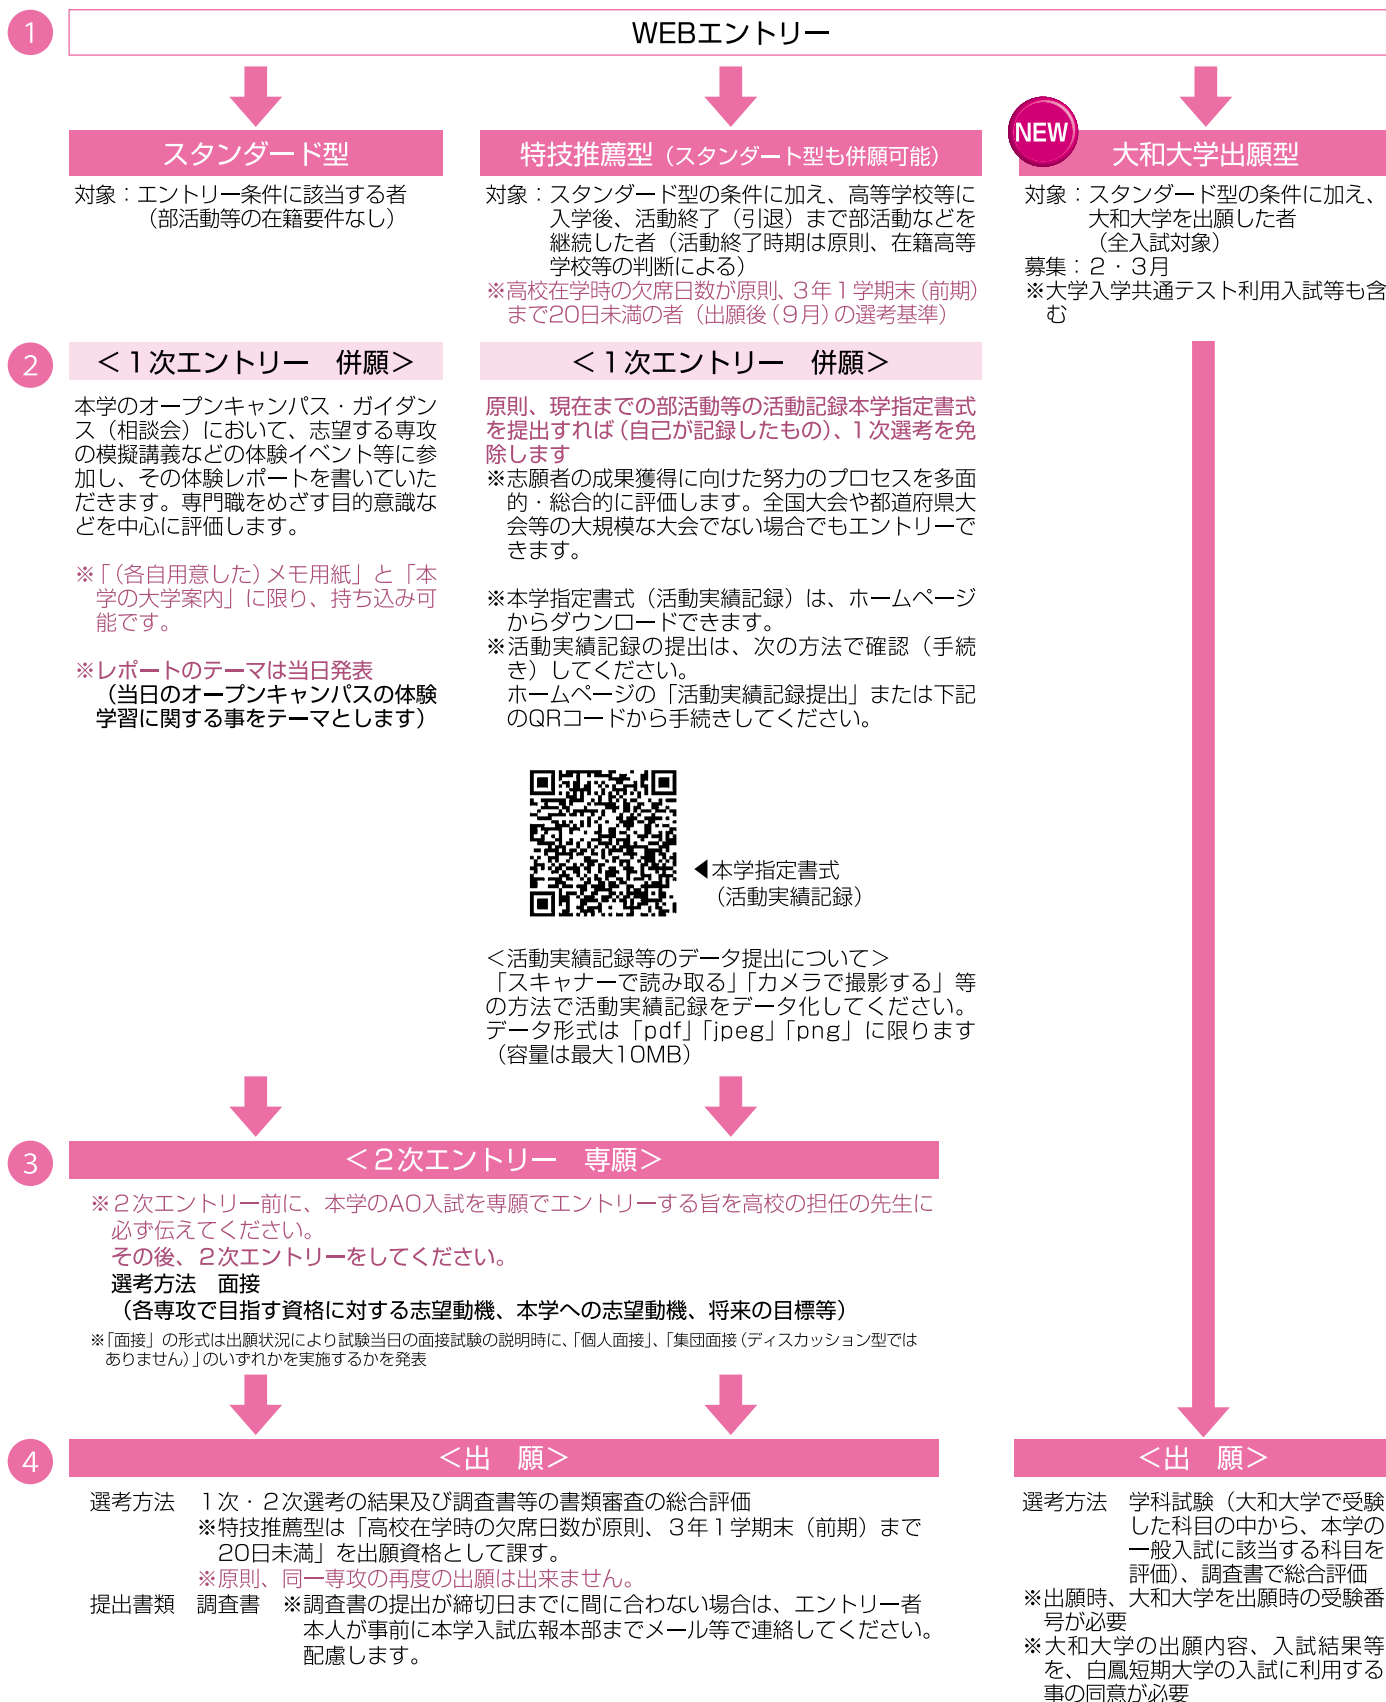 1
WEBエントリー
スタンダード型
対象：エントリー条件に該当する者
（部活動等の在籍要件なし）
特技推薦型（スタンダート型も併願可能）
対象：スタンダード型の条件に加え、高等学校等に
入学後、活動終了（引退）まで部活動などを
継続した者（活動終了時期は原則、在籍高等
学校等の判断による）
※高校在学時の欠席日数が原則、３年１学期末（前期）
まで20日未満の者（出願後（９月）の選考基準）
NEW
大和大学出願型
対象：スタンダード型の条件に加え、
大和大学を出願した者
（全入試対象）
募集：２・３月
※大学入学共通テスト利用入試等も含
む
2
＜１次エントリー　併願＞
本学のオープンキャンパス・ガイダン
ス（相談会）において、志望する専攻
の模擬講義などの体験イベント等に参
加し、その体験レポートを書いていた
だきます。専門職をめざす目的意識な
どを中心に評価します。
※「（各自用意した）メモ用紙」と「本
学の大学案内」に限り、持ち込み可
能です。
※レポートのテーマは当日発表
（当日のオープンキャンパスの体験
学習に関する事をテーマとします）
＜１次エントリー　併願＞
原則、現在までの部活動等の活動記録本学指定書式
を提出すれば（自己が記録したもの）、１次選考を免
除します
※志願者の成果獲得に向けた努力のプロセスを多面
的・総合的に評価します。全国大会や都道府県大
会等の大規模な大会でない場合でもエントリーで
きます。
※本学指定書式（活動実績記録）は、ホームページ
からダウンロードできます。
※活動実績記録の提出は、次の方法で確認（手続
き）してください。
ホームページの「活動実績記録提出」または下記
のQRコードから手続きしてください。
◀本学指定書式
（活動実績記録）
＜活動実績記録等のデータ提出について＞
「スキャナーで読み取る」「カメラで撮影する」等
の方法で活動実績記録をデータ化してください。
データ形式は「pdf」「jpeg」「png」に限ります
（容量は最大10MB）
3
＜２次エントリー　専願＞
※２次エントリー前に、本学のAO入試を専願でエントリーする旨を高校の担任の先生に
必ず伝えてください。
その後、２次エントリーをしてください。
選考方法　面接
（各専攻で目指す資格に対する志望動機、本学への志望動機、将来の目標等）
※「面接」の形式は出願状況により試験当日の面接試験の説明時に、「個人面接」、「集団面接（ディスカッション型では
ありません）」のいずれかを実施するかを発表
4
＜出　願＞
選考方法　１次・２次選考の結果及び調査書等の書類審査の総合評価
※特技推薦型は「高校在学時の欠席日数が原則、３年１学期末（前期）まで
20日未満」を出願資格として課す。
※原則、同一専攻の再度の出願は出来ません。
提出書類　調査書　※調査書の提出が締切日までに間に合わない場合は、エントリー者
本人が事前に本学入試広報本部までメール等で連絡してください。
配慮します。
＜出　願＞
選考方法　学科試験（大和大学で受験
した科目の中から、本学の
一般入試に該当する科目を
評価）、調査書で総合評価
※出願時、大和大学を出願時の受験番
号が必要
※大和大学の出願内容、入試結果等
を、白鳳短期大学の入試に利用する
事の同意が必要